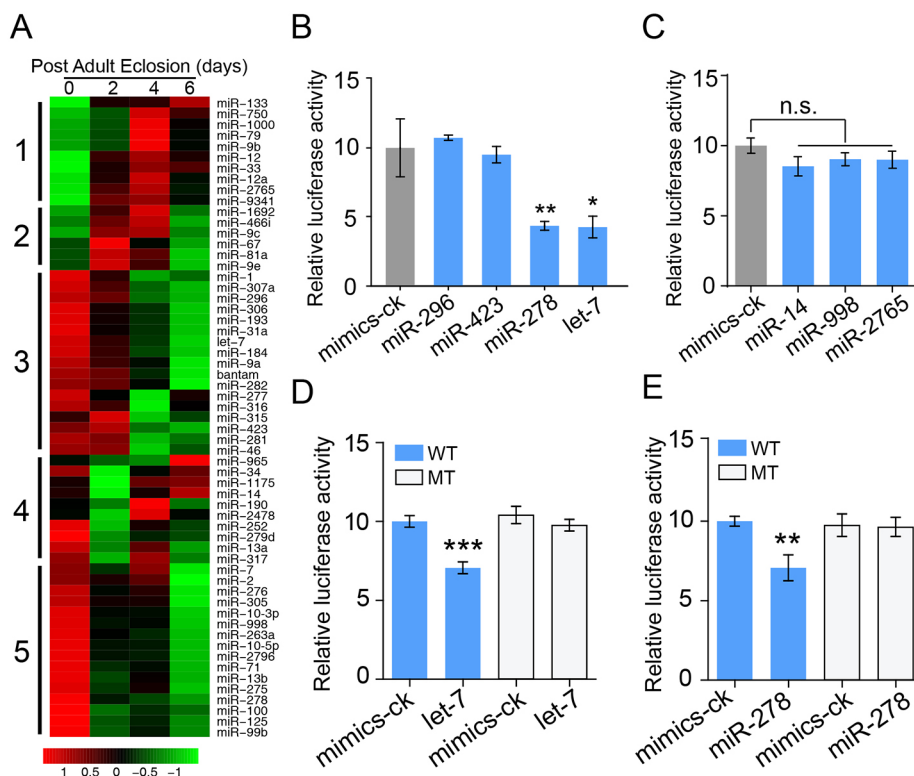 A
Post Adult Eclosion (days)
0 2 4 6
1
2
3
4
5
miR-133
miR-750
miR-1000
miR-79
miR-9b
miR-12
miR-33
miR-12a
miR-2765
miR-9341
miR-1692
miR-466i
miR-9c
miR-67
miR-81a
miR-9e
miR-1
miR-307a
miR-296
miR-306
miR-193
miR-31a
let-7
miR-184
miR-9a
bantam
miR-282
miR-277
miR-316
miR-315
miR-423
miR-281
miR-46
miR-965
miR-34
miR-1175
miR-14
miR-190
miR-2478
miR-252
miR-279d
miR-13a
miR-317
miR-7
miR-2
miR-276
miR-305
miR-10-3p
miR-998
miR-263a
miR-10-5p
miR-2796
miR-71
miR-13b
miR-275
miR-278
miR-100
miR-125
miR-99b
1 0.5 0 -0.5 -1
B
Relative luciferase activity
15
10
5
0
** *
mimics-ck miR-296 miR-423 miR-278 let-7
C
Relative luciferase activity
15
10
5
0
n.s.
mimics-ck miR-14 miR-998 miR-2765
D
Relative luciferase activity
15
10
5
0
WT
MT
***
mimics-ck let-7 mimics-ck let-7
E
Relative luciferase activity
15
10
5
0
WT
MT
**
mimics-ck miR-278 mimics-ck miR-278